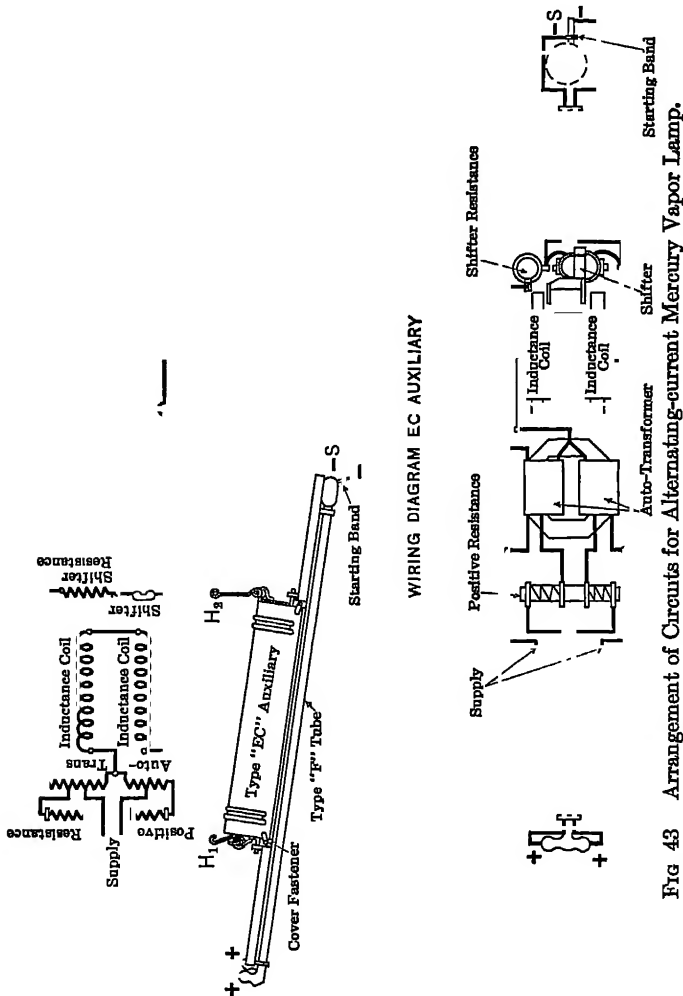 Resistance
Positive
Supply
Auto-
Trans
Inductance Coil
Inductance Coil
Shifter
Resistance
Shifter
H1
H2
Type "EC" Auxiliary
Type "F" Tube
Cover Fastener
Starting Band
+
+
-S
-
WIRING DIAGRAM EC AUXILIARY
+
+
Supply
Positive Resistance
Auto-Transformer
Inductance
Coil
Inductance
Coil
Shifter Resistance
Shifter
Starting Band
-S
-
FIG 43 Arrangement of Circuits for Alternating-current Mercury Vapor Lamp.